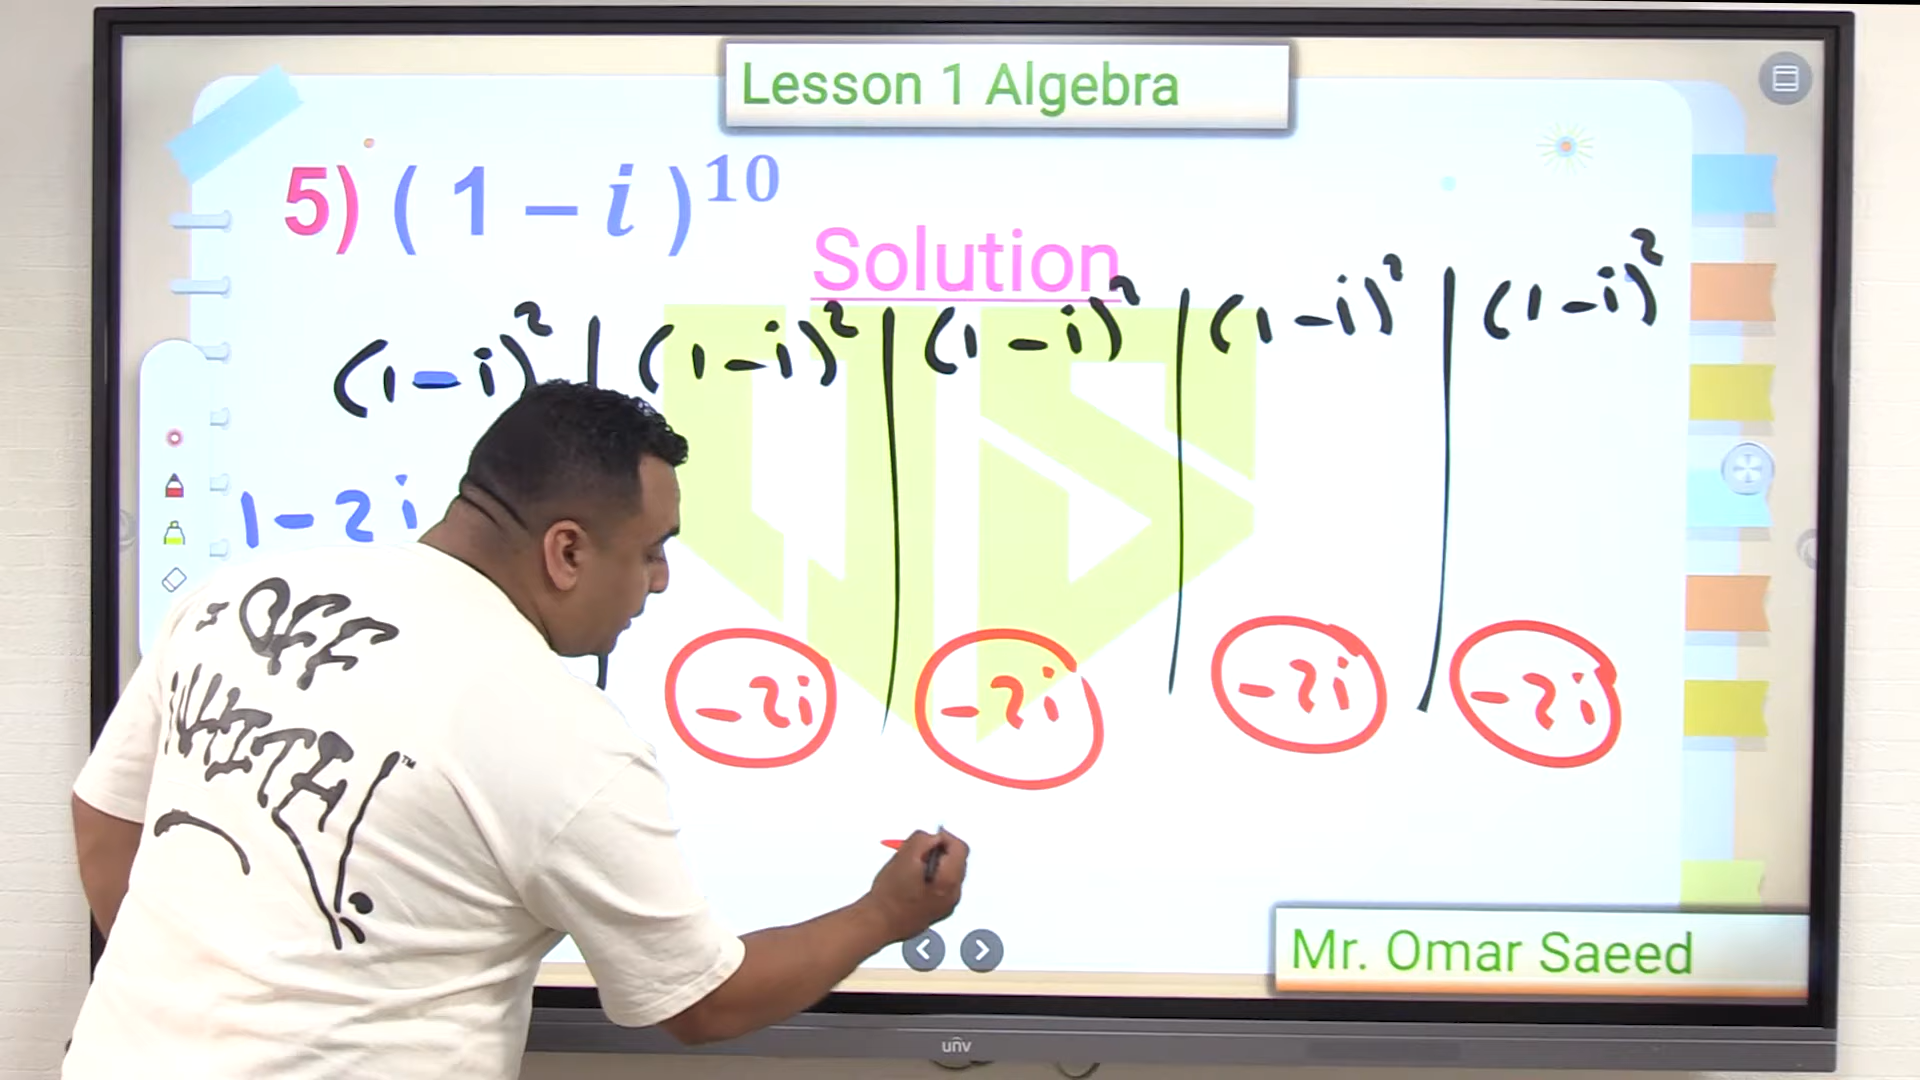 Lesson 1 Algebra
5) ( 1 – i )^10
Solution
(1-i)² | (1-i)² | (1-i)² | (1-i)² | (1-i)²
1 - 2i
-2i -2i -2i -2i
"OFF
WHITE™
Mr. Omar Saeed
unv